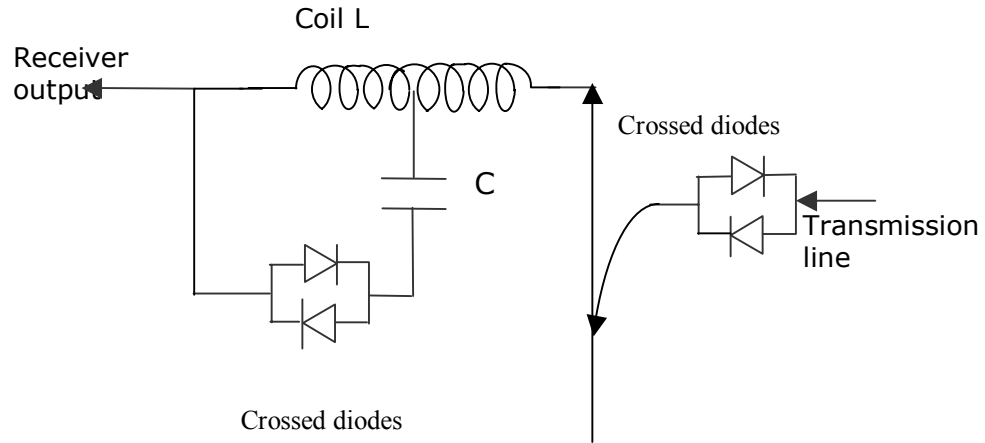 Coil L
Receiver
output
Crossed diodes
C
Transmission
line
Crossed diodes